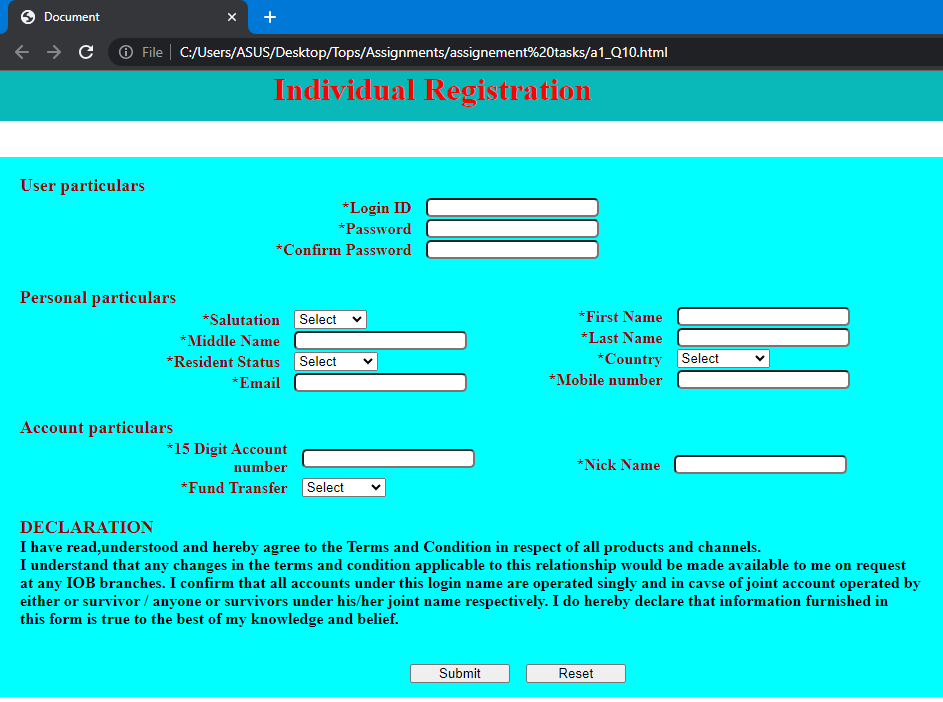 Document
File C:/Users/ASUS/Desktop/Tops/Assignments/assignement%20tasks/a1_Q10.html
Individual Registration
User particulars
*Login ID
*Password
*Confirm Password
Personal particulars
*Salutation Select *First Name
*Middle Name *Last Name
*Resident Status Select *Country Select
*Email *Mobile number
Account particulars
*15 Digit Account
number *Nick Name
*Fund Transfer Select
DECLARATION
I have read,understood and hereby agree to the Terms and Condition in respect of all products and channels.
I understand that any changes in the terms and condition applicable to this relationship would be made available to me on request
at any IOB branches. I confirm that all accounts under this login name are operated singly and in cavse of joint account operated by
either or survivor / anyone or survivors under his/her joint name respectively. I do hereby declare that information furnished in
this form is true to the best of my knowledge and belief.
Submit Reset